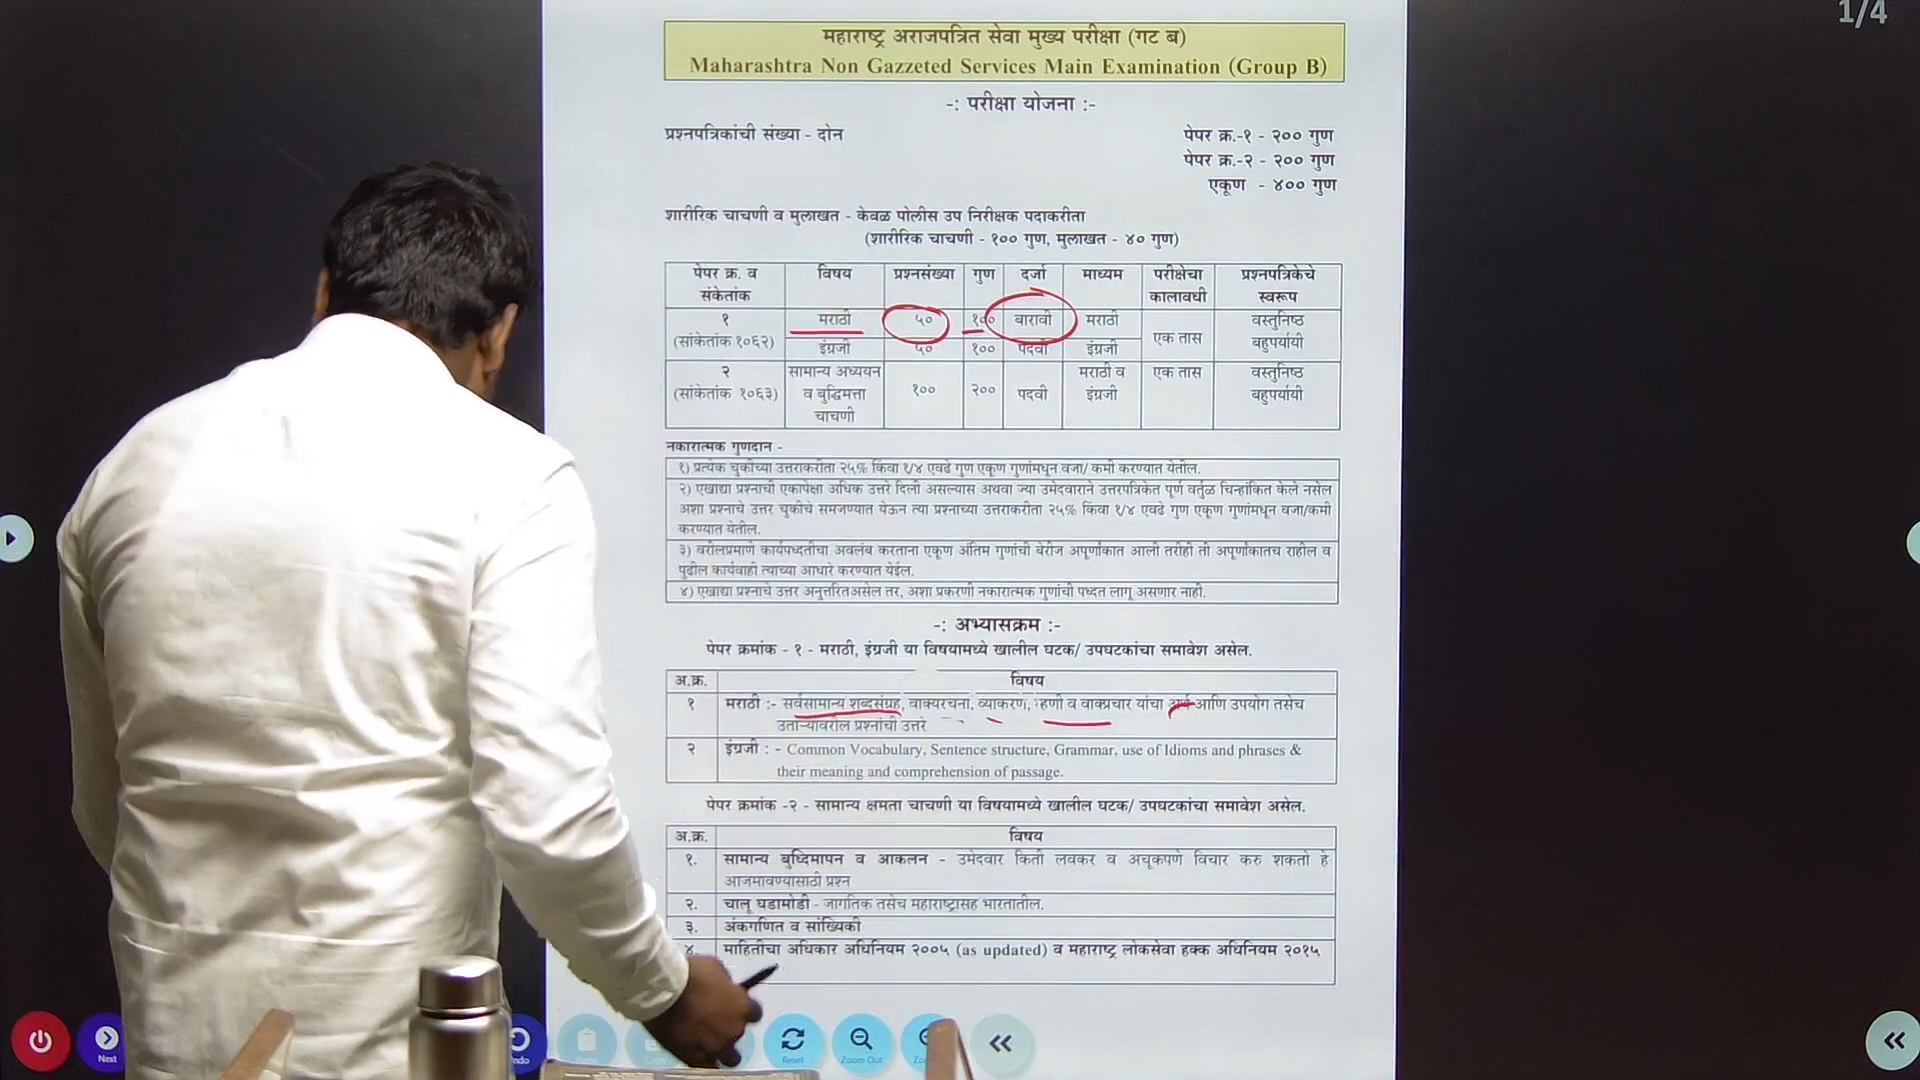 1/4
महाराष्ट्र अराजपत्रित सेवा मुख्य परीक्षा (गट ब)
Maharashtra Non Gazzeted Services Main Examination (Group B)
-: परीक्षा योजना :-
प्रश्नपत्रिकांची संख्या - दोन
पेपर क्र.-१ - २०० गुण
पेपर क्र.-२ - २०० गुण
एकूण - ४०० गुण
शारीरिक चाचणी व मुलाखत - केवळ पोलीस उप निरीक्षक पदाकरीता
(शारीरिक चाचणी - १०० गुण, मुलाखत - ४० गुण)
पेपर क्र. व संकेतांक विषय प्रश्नसंख्या गुण दर्जा माध्यम परीक्षेचा कालावधी प्रश्नपत्रिकेचे स्वरूप
१ (सांकेतांक १०६२) मराठी ५० १०० बारावी मराठी एक तास वस्तुनिष्ठ बहुपर्यायी
इंग्रजी ५० १०० पदवी इंग्रजी
२ (सांकेतांक १०६३) सामान्य अध्ययन व बुद्धिमत्ता चाचणी १०० २०० पदवी मराठी व इंग्रजी एक तास वस्तुनिष्ठ बहुपर्यायी
नकारात्मक गुणदान -
१) प्रत्येक चुकीच्या उत्तराकरीता २५% किंवा १/४ एवढे गुण एकूण गुणांमधून वजा/ कमी करण्यात येतील.
२) एखाद्या प्रश्नाची एकापेक्षा अधिक उत्तरे दिली असल्यास अथवा ज्या उमेदवाराने उत्तरपत्रिकेत पूर्ण वर्तुळ चिन्हांकित केले नसेल
अशा प्रश्नाचे उत्तर चुकीचे समजण्यात येऊन त्या प्रश्नाच्या उत्तराकरीता २५% किंवा १/४ एवढे गुण एकूण गुणांमधून वजा/कमी
करण्यात येतील.
३) वरीलप्रमाणे कार्यपध्दतीचा अवलंब करताना एकूण अंतिम गुणांची बेरीज अपूर्णांकात आली तरीही ती अपूर्णांकातच राहील व
पुढील कार्यवाही त्याच्या आधारे करण्यात येईल.
४) एखाद्या प्रश्नाचे उत्तर अनुत्तरितअसेल तर, अशा प्रकरणी नकारात्मक गुणांची पध्दत लागू असणार नाही.
-: अभ्यासक्रम :-
पेपर क्रमांक - १ - मराठी, इंग्रजी या विषयामध्ये खालील घटक/ उपघटकांचा समावेश असेल.
अ.क्र. विषय
१ मराठी :- सर्वसामान्य शब्दसंग्रह, वाक्यरचना, व्याकरण, व वाक्प्रचार यांचा आणि उपयोग तसेच
उताऱ्यावरील प्रश्नांची उत्तरे
२ इंग्रजी : - Common Vocabulary, Sentence structure, Grammar, use of Idioms and phrases &
their meaning and comprehension of passage.
पेपर क्रमांक -२ - सामान्य क्षमता चाचणी या विषयामध्ये खालील घटक/ उपघटकांचा समावेश असेल.
अ.क्र. विषय
१. सामान्य बुध्दिमापन व आकलन - उमेदवार किती लवकर व अचूकपणे विचार करु शकतो हे
आजमावण्यासाठी प्रश्न
२. चालू घडामोडी - जागतिक तसेच महाराष्ट्रासह भारतातील.
३. अंकगणित व सांख्यिकी
४. माहितीचा अधिकार अधिनियम २००५ (as updated) व महाराष्ट्र लोकसेवा हक्क अधिनियम २०१५
Next
Reset
Zoom Out